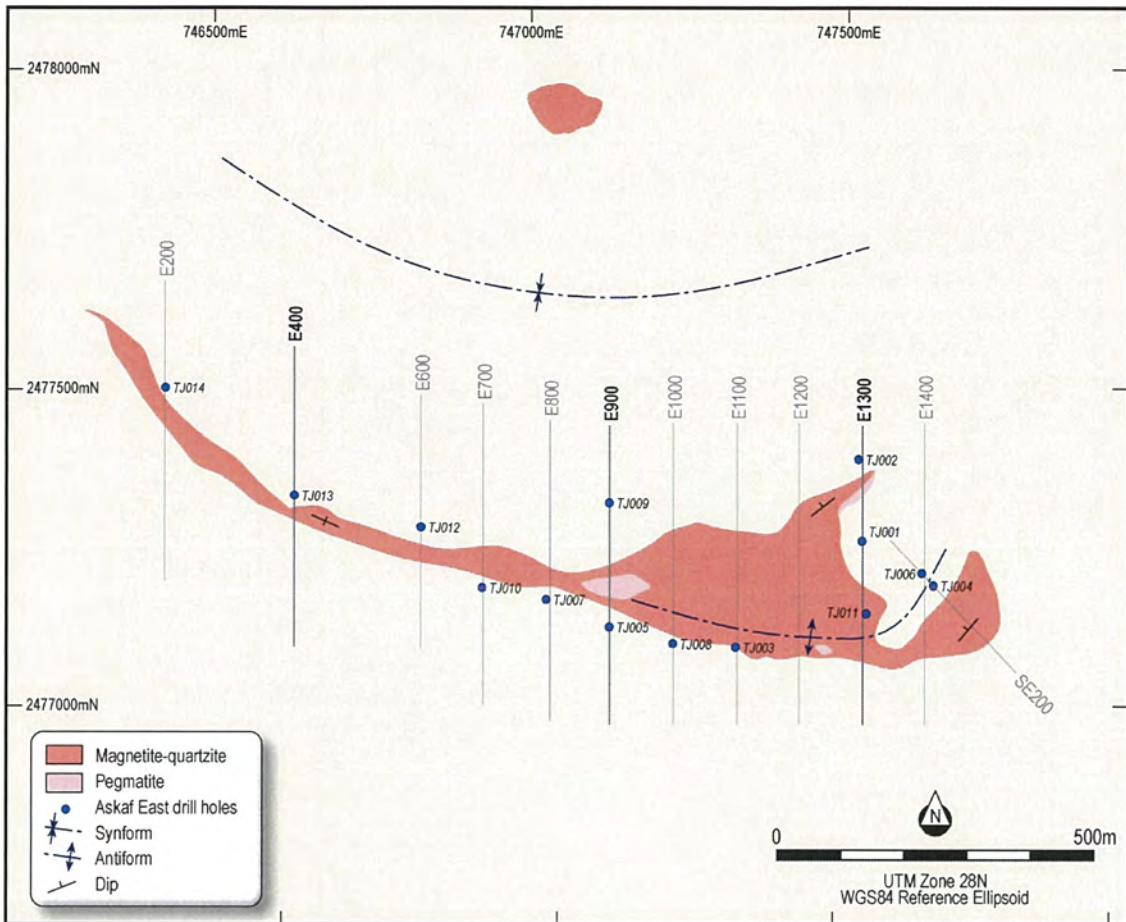 746500mE
747000mE
747500mE
2478000mN
E200
E400
2477500mN
TJ014
E600
E700
E800
E900
E1000
E1100
E1200
E1300
E1400
TJ002
TJ013
TJ009
TJ012
TJ001
TJ006
TJ004
TJ010
TJ007
TJ011
TJ005
TJ008
TJ003
SE200
2477000mN
Magnetite-quartzite
Pegmatite
Askaf East drill holes
Synform
Antiform
Dip
N
0
500m
UTM Zone 28N
WGS84 Reference Ellipsoid